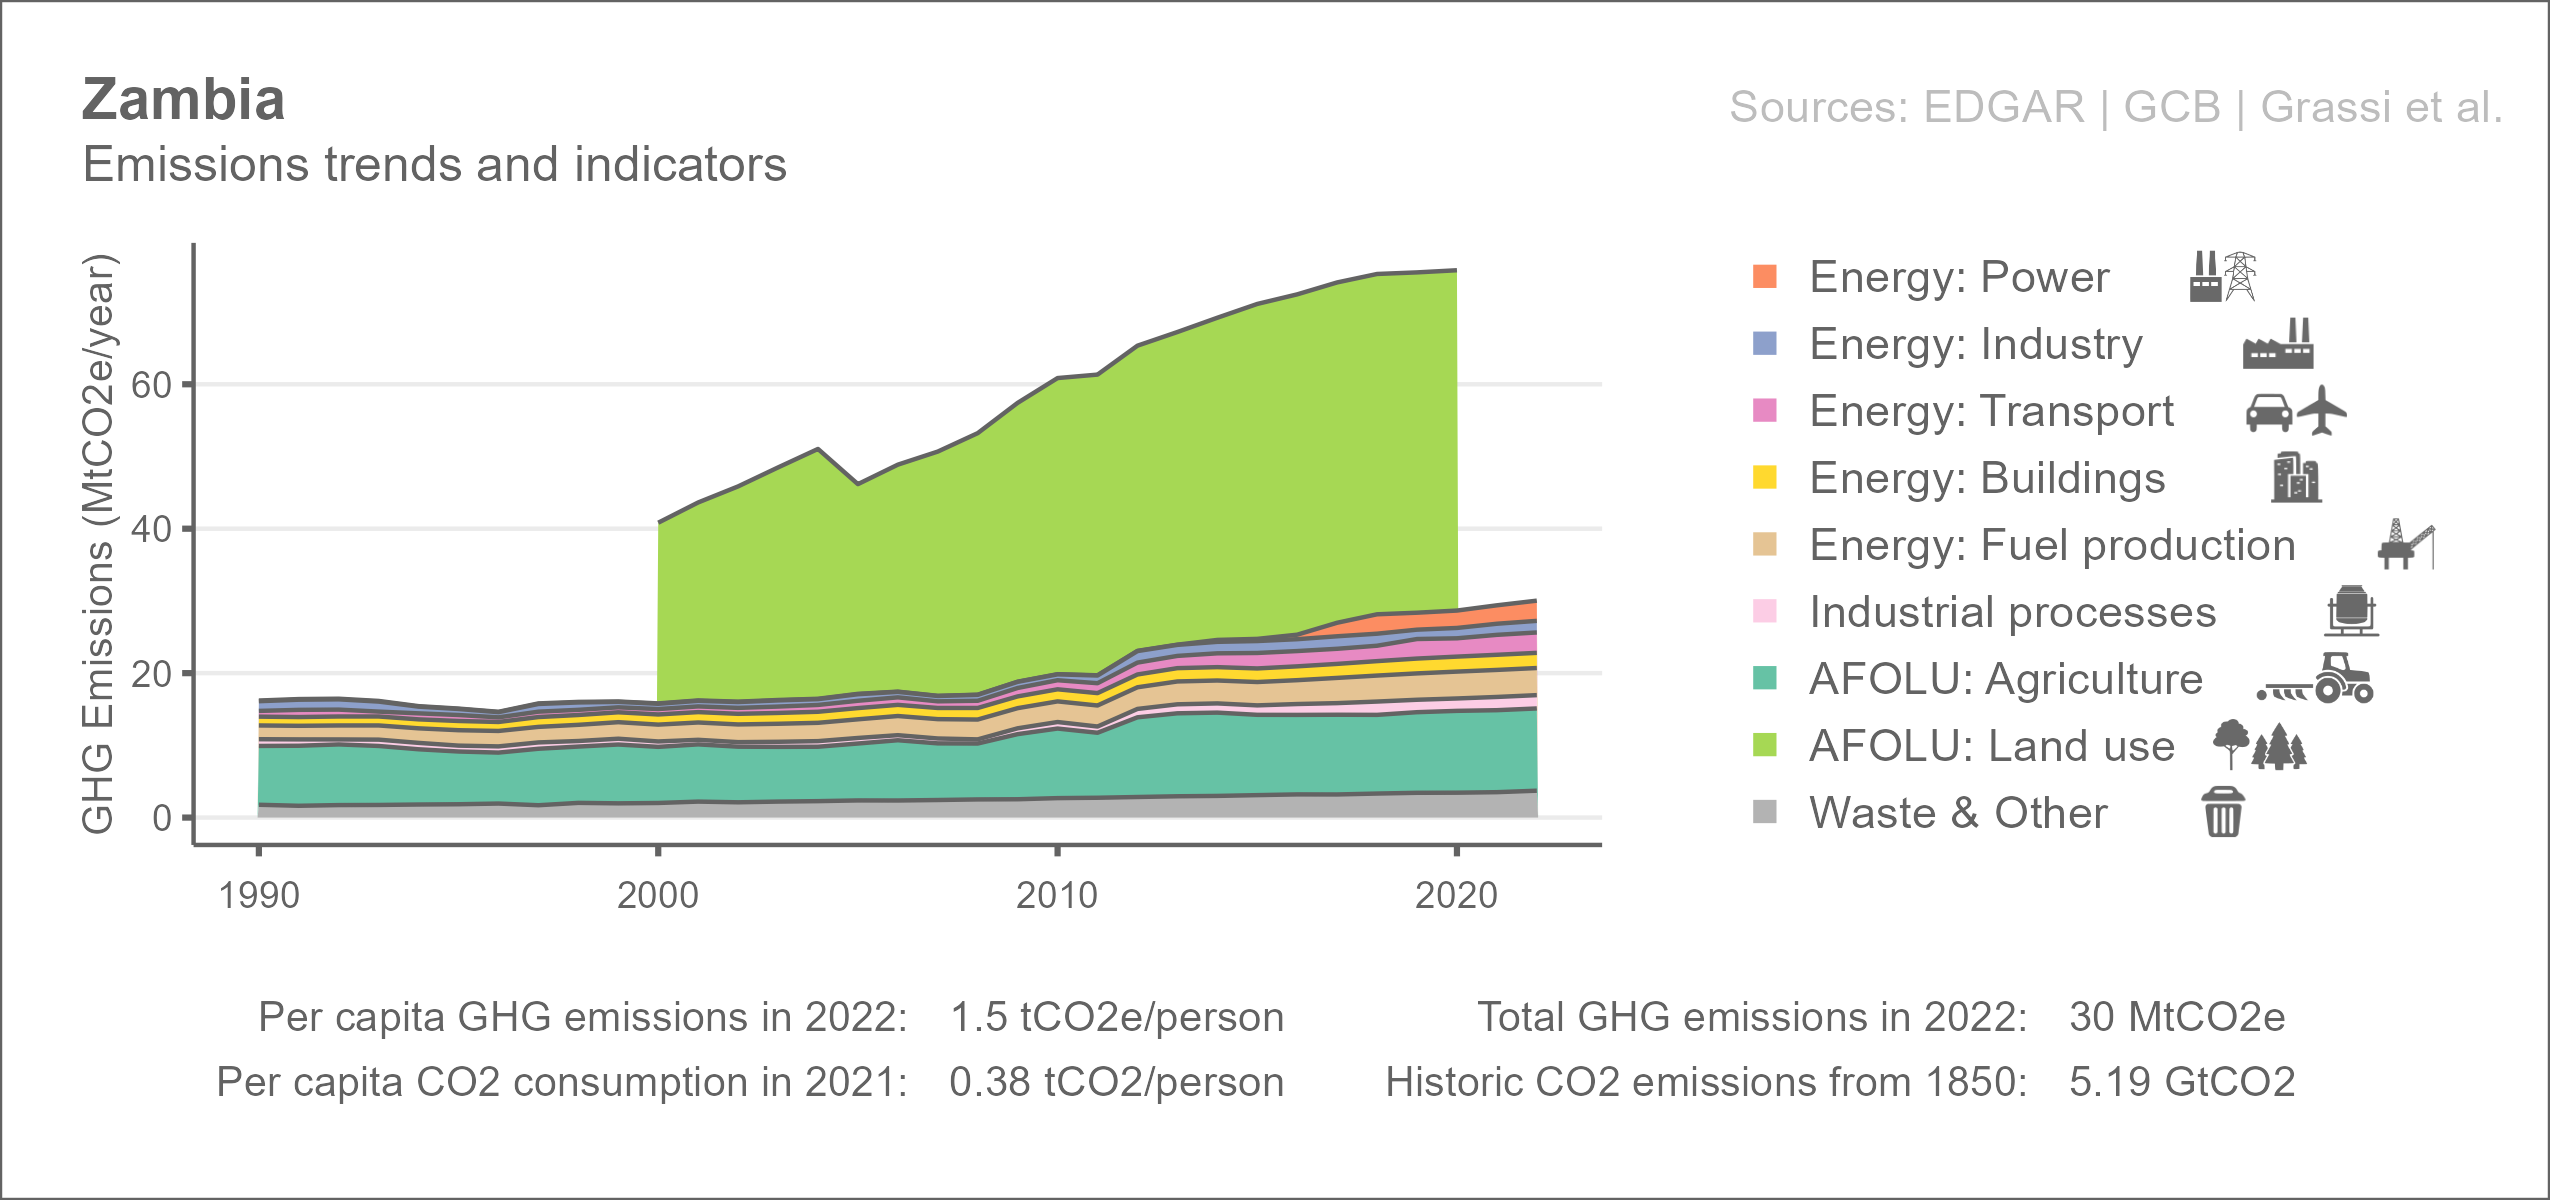 Zambia
Sources: EDGAR | GCB | Grassi et al.
Emissions trends and indicators
GHG Emissions (MtCO2e/year)
60
40
20
0
1990
2000
2010
2020
Energy: Power
Energy: Industry
Energy: Transport
Energy: Buildings
Energy: Fuel production
Industrial processes
AFOLU: Agriculture
AFOLU: Land use
Waste & Other
Per capita GHG emissions in 2022: 1.5 tCO2e/person
Total GHG emissions in 2022: 30 MtCO2e
Per capita CO2 consumption in 2021: 0.38 tCO2/person
Historic CO2 emissions from 1850: 5.19 GtCO2